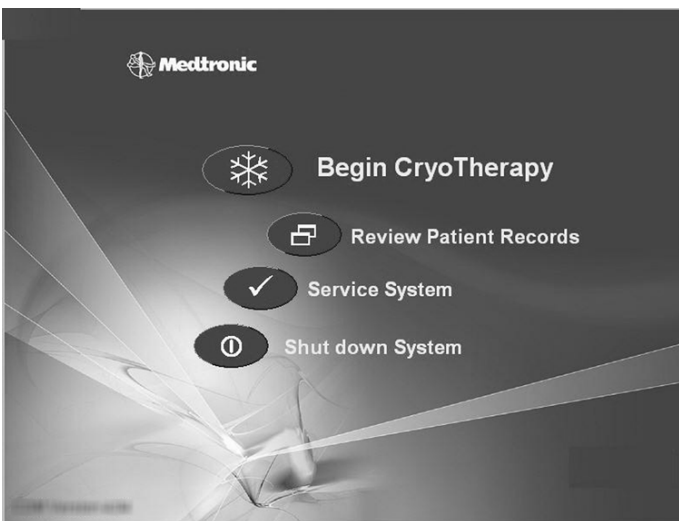 Medtronic
Begin CryoTherapy
Review Patient Records
Service System
Shut down System